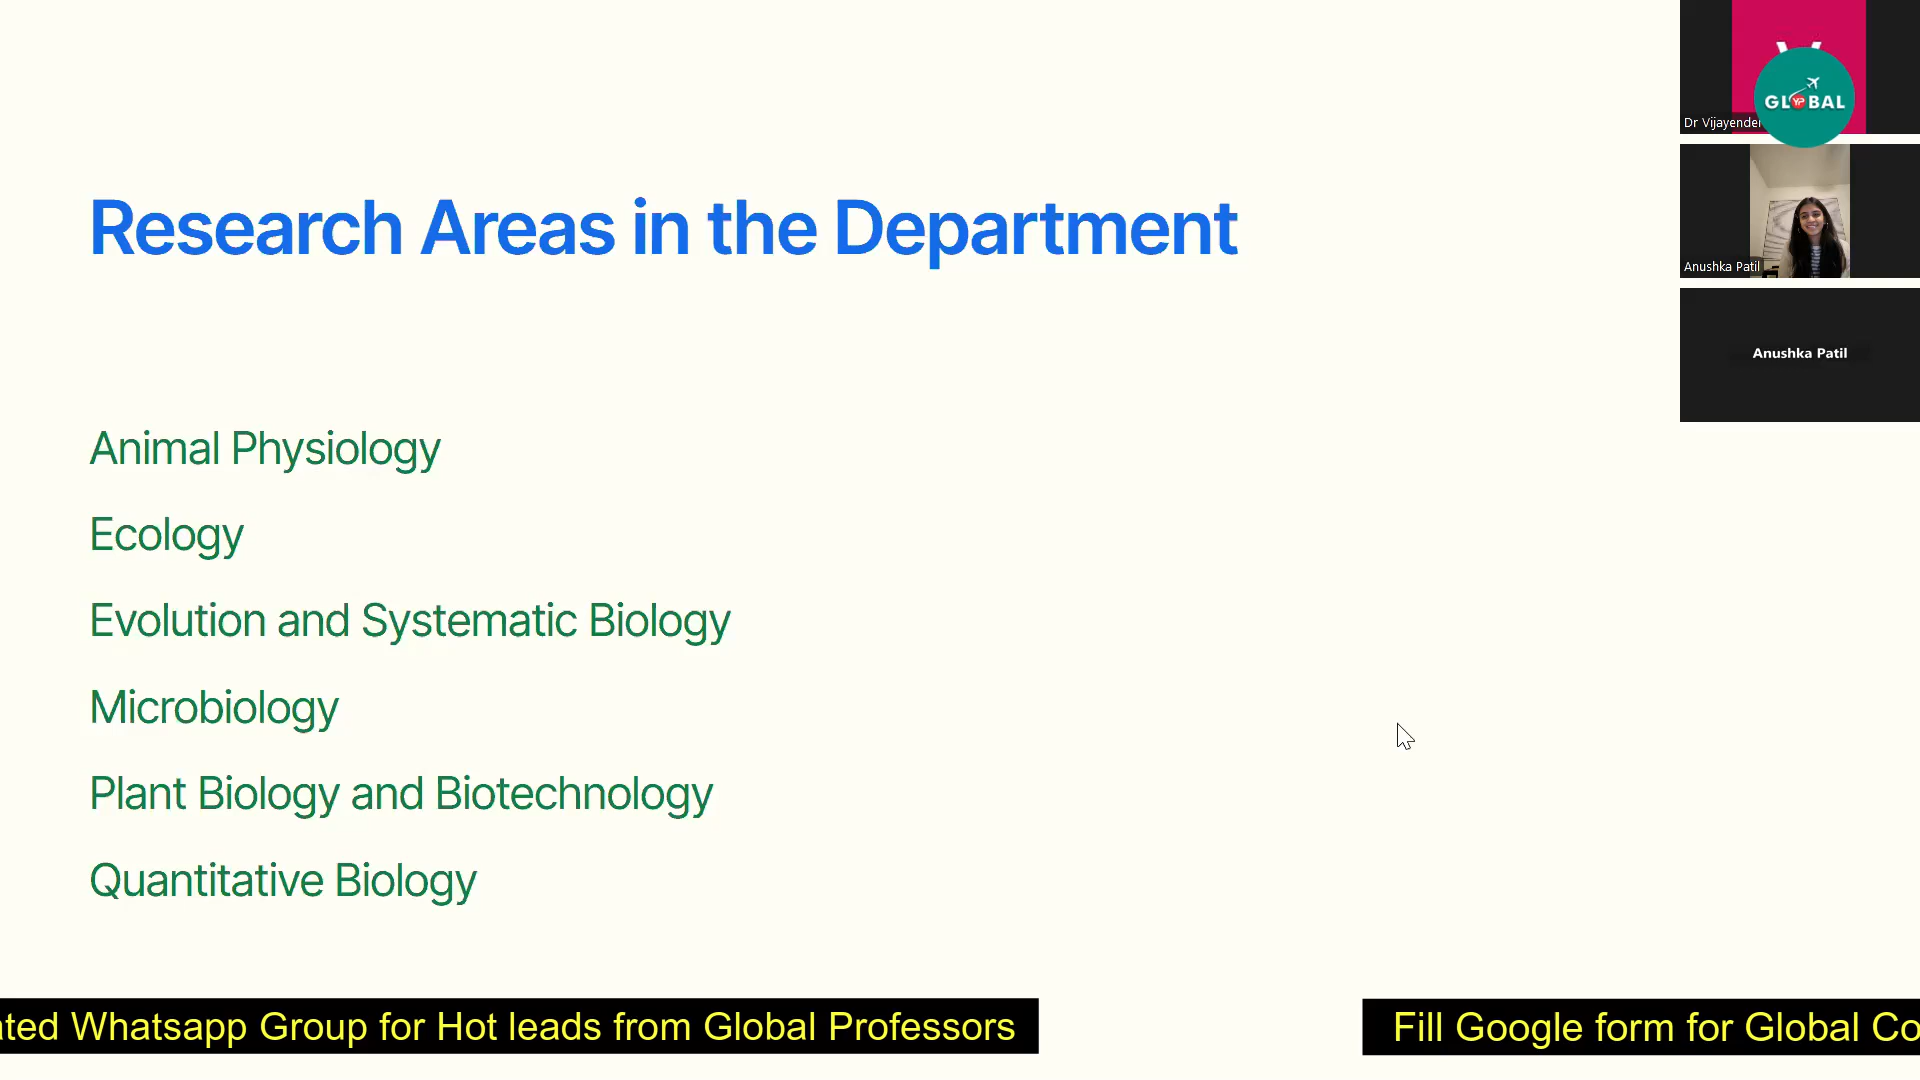 Research Areas in the Department
Animal Physiology
Ecology
Evolution and Systematic Biology
Microbiology
Plant Biology and Biotechnology
Quantitative Biology
GLOBAL
YP
Dr Vijayender
Anushka Patil
Anushka Patil
Whatsapp Group for Hot leads from Global Professors
Fill Google form for Global